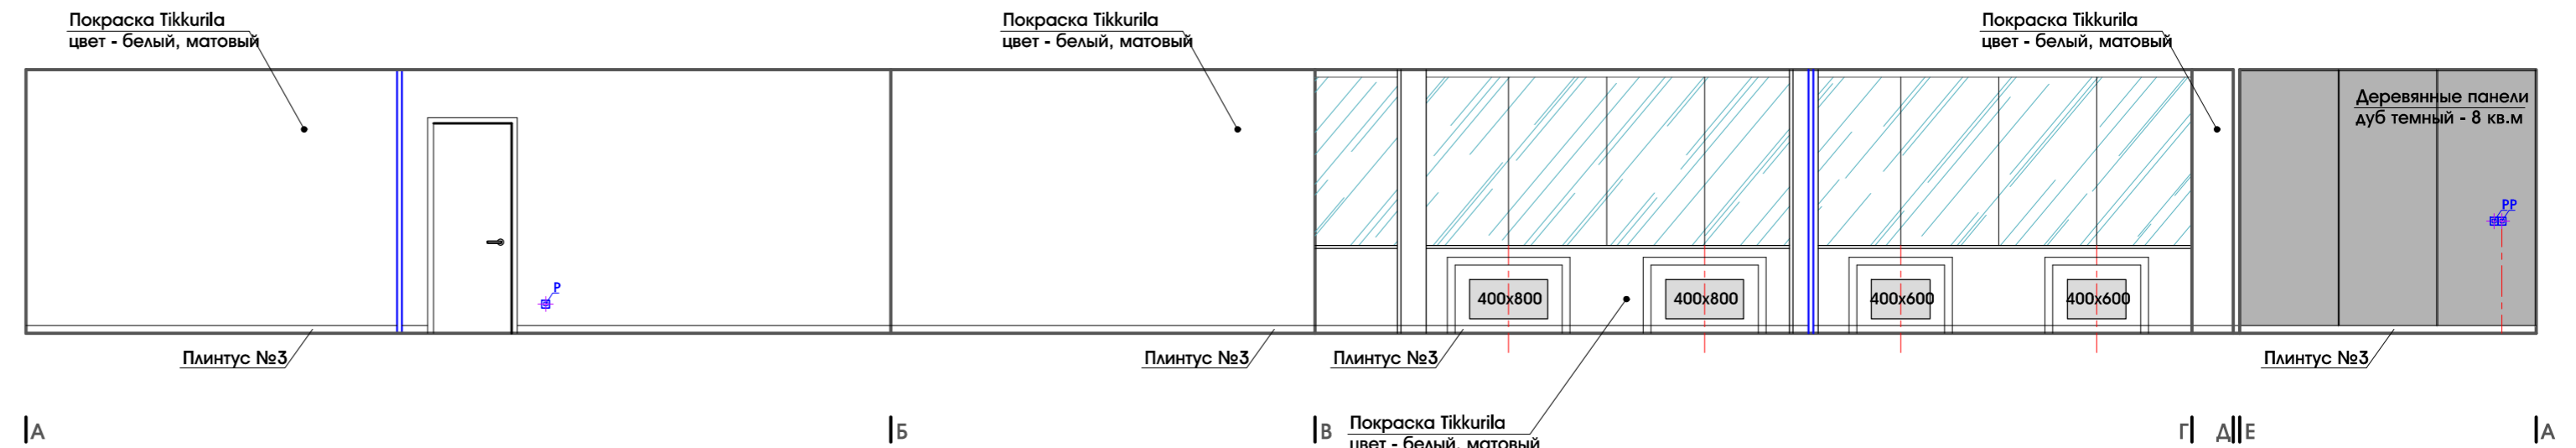 Покраска Tikkurila
цвет - белый, матовый
Покраска Tikkurila
цвет - белый, матовый
Покраска Tikkurila
цвет - белый, матовый
Деревянные панели
дуб темный - 8 кв.м
PP
P
400x800
400x800
400x600
400x600
Плинтус №3
Плинтус №3
Плинтус №3
Плинтус №3
Покраска Tikkurila
цвет - белый, матовый
А
Б
В
Г
Д
Е
А